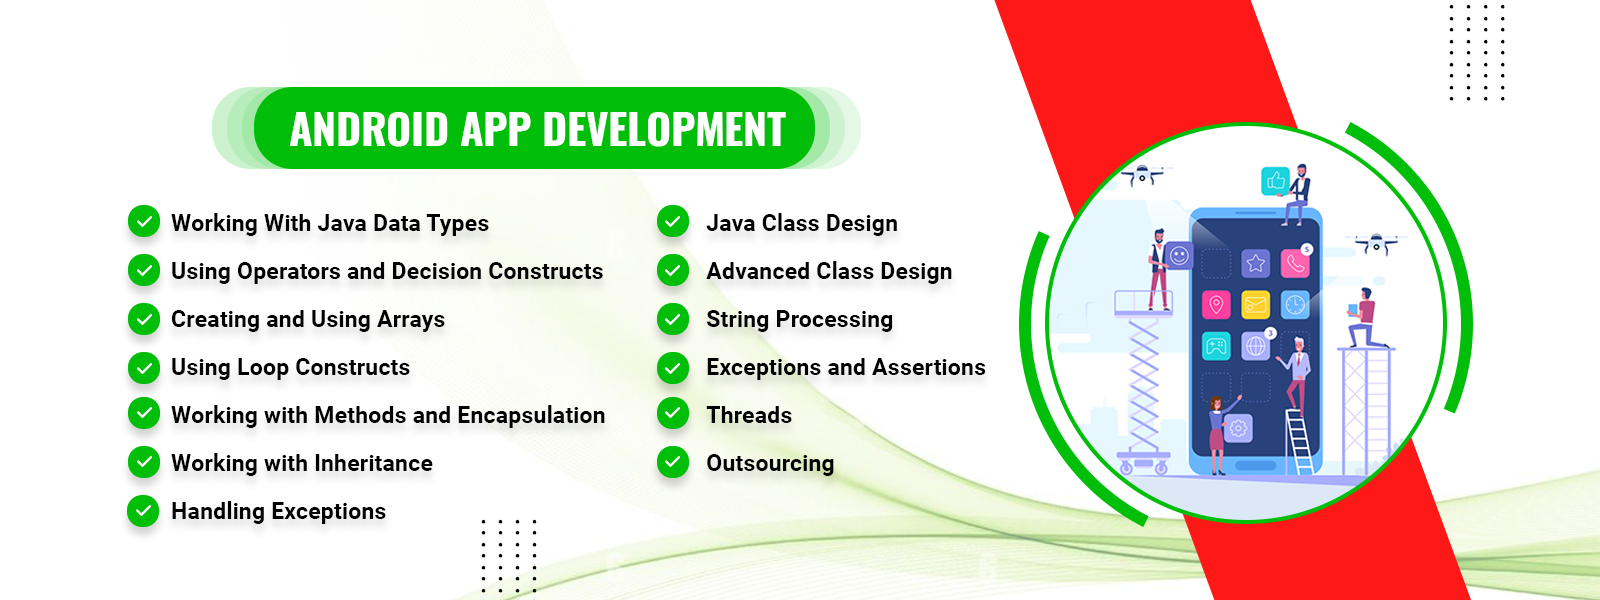 ANDROID APP DEVELOPMENT
Working With Java Data Types
Using Operators and Decision Constructs
Creating and Using Arrays
Using Loop Constructs
Working with Methods and Encapsulation
Working with Inheritance
Handling Exceptions
Java Class Design
Advanced Class Design
String Processing
Exceptions and Assertions
Threads
Outsourcing
5
3